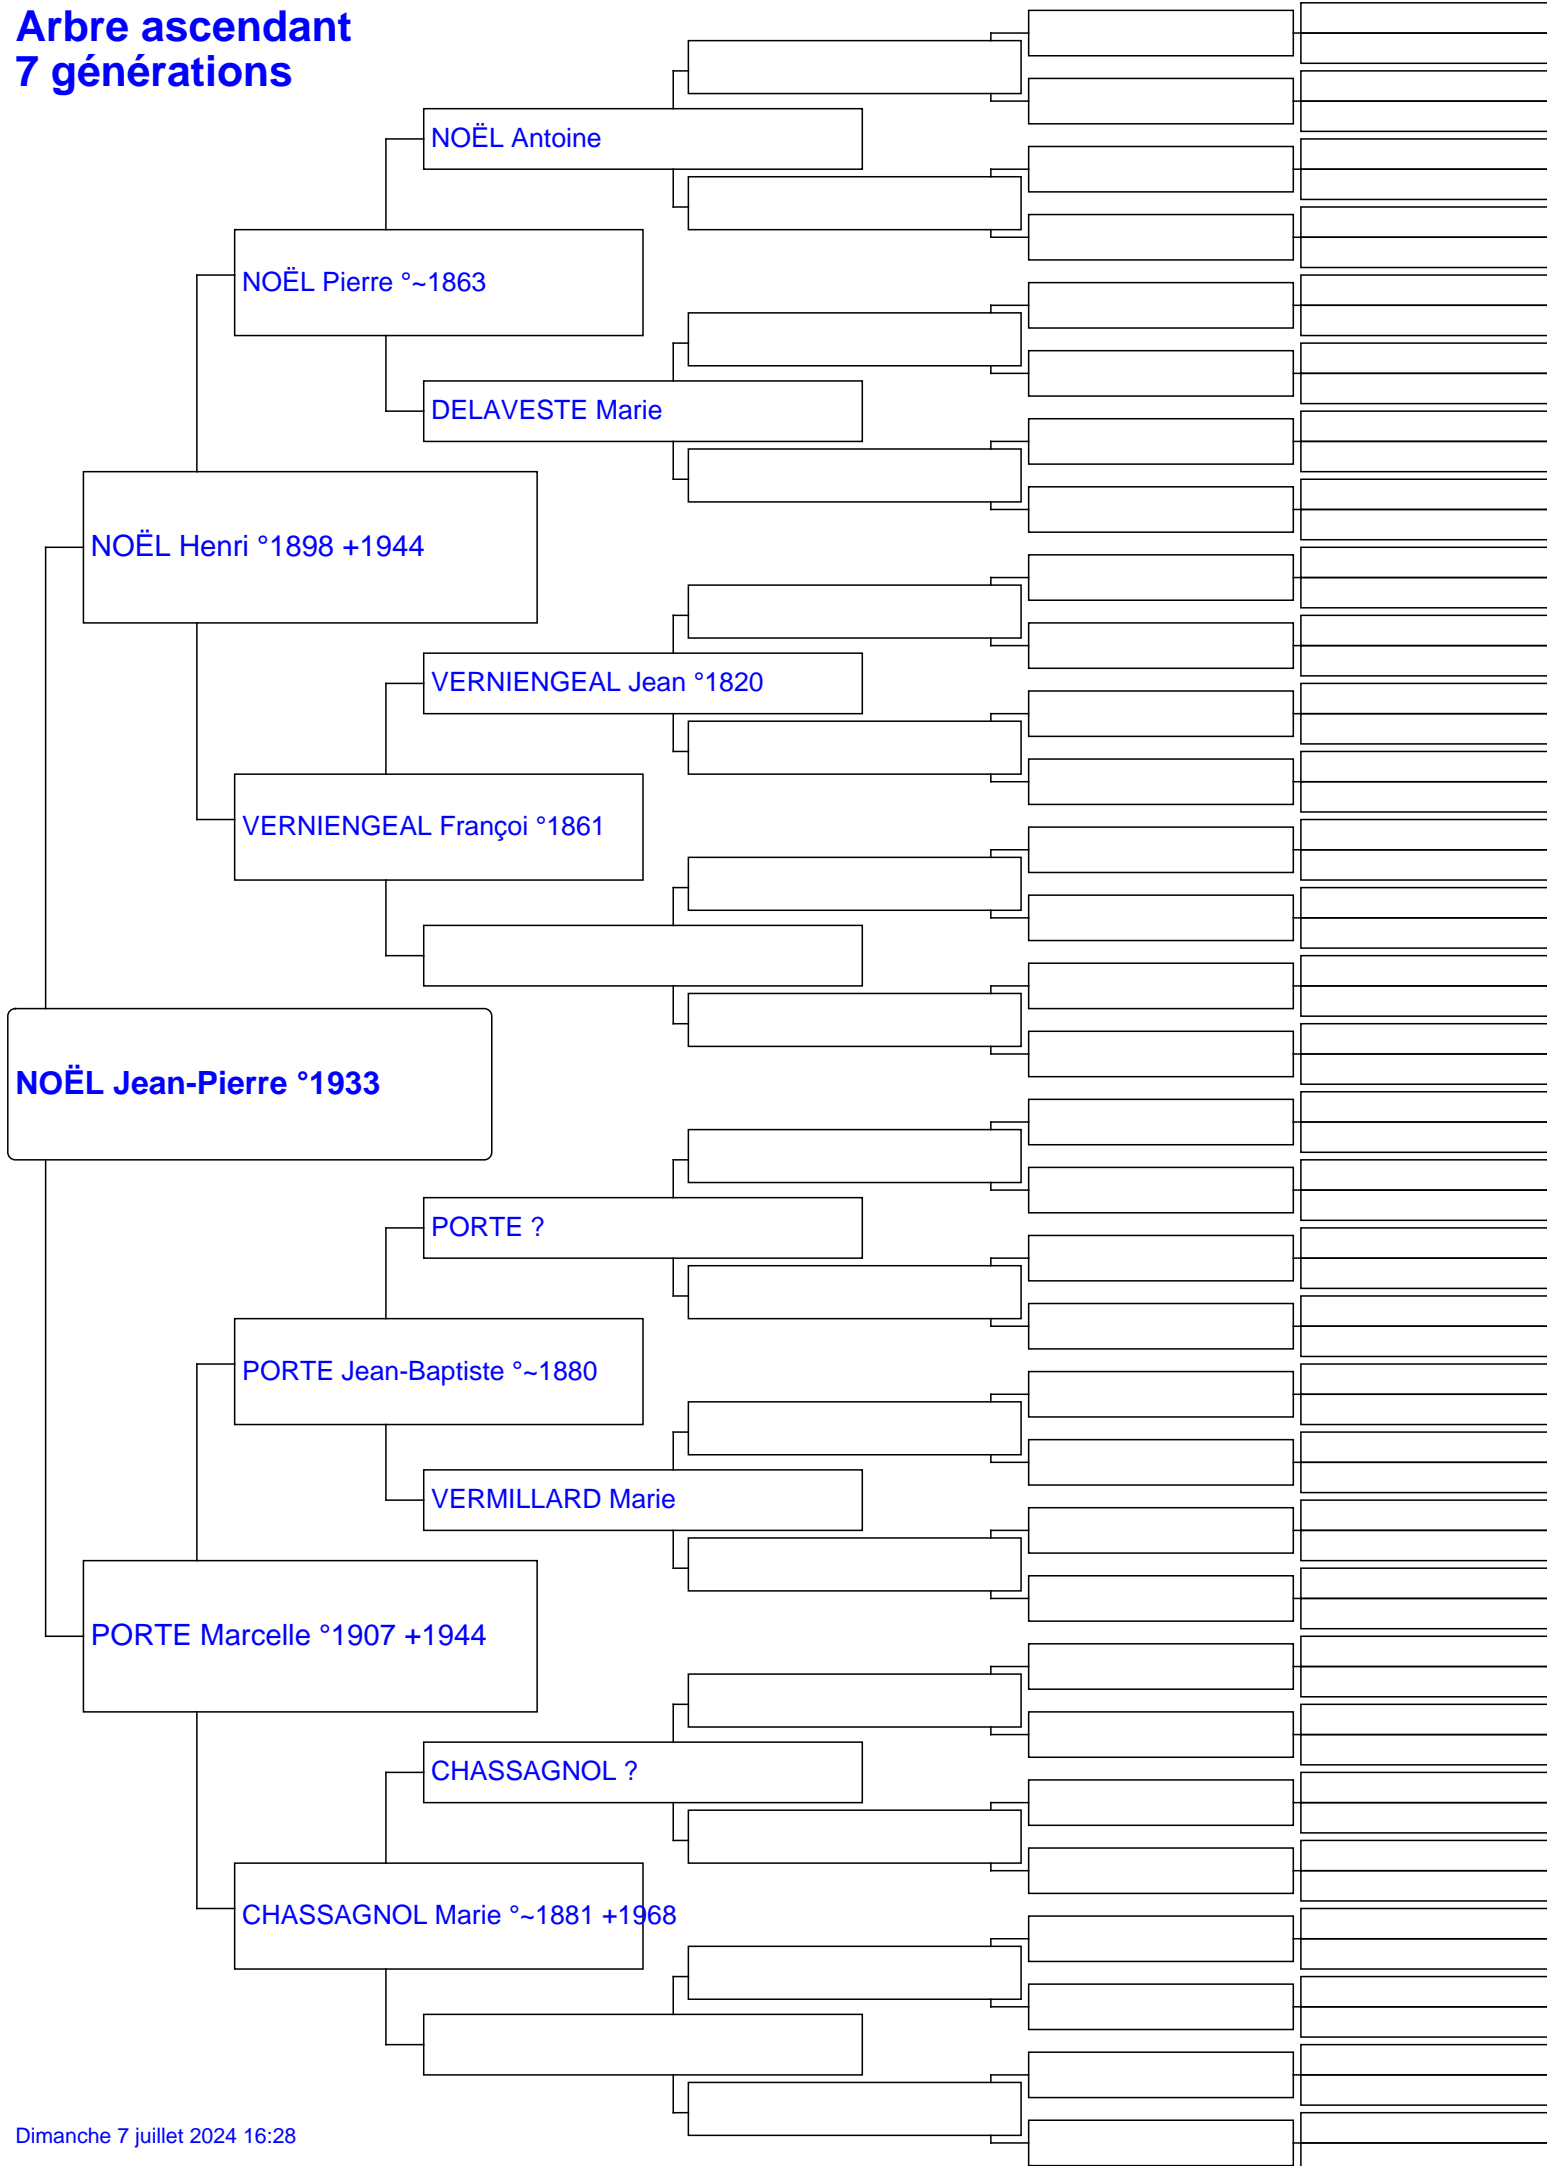 Arbre ascendant
7 générations
NOËL Antoine
NOËL Pierre °~1863
DELAVESTE Marie
NOËL Henri °1898 +1944
VERNIENGEAL Jean °1820
VERNIENGEAL Françoi °1861
NOËL Jean-Pierre °1933
PORTE ?
PORTE Jean-Baptiste °~1880
VERMILLARD Marie
PORTE Marcelle °1907 +1944
CHASSAGNOL ?
CHASSAGNOL Marie °~1881 +1968
Dimanche 7 juillet 2024 16:28